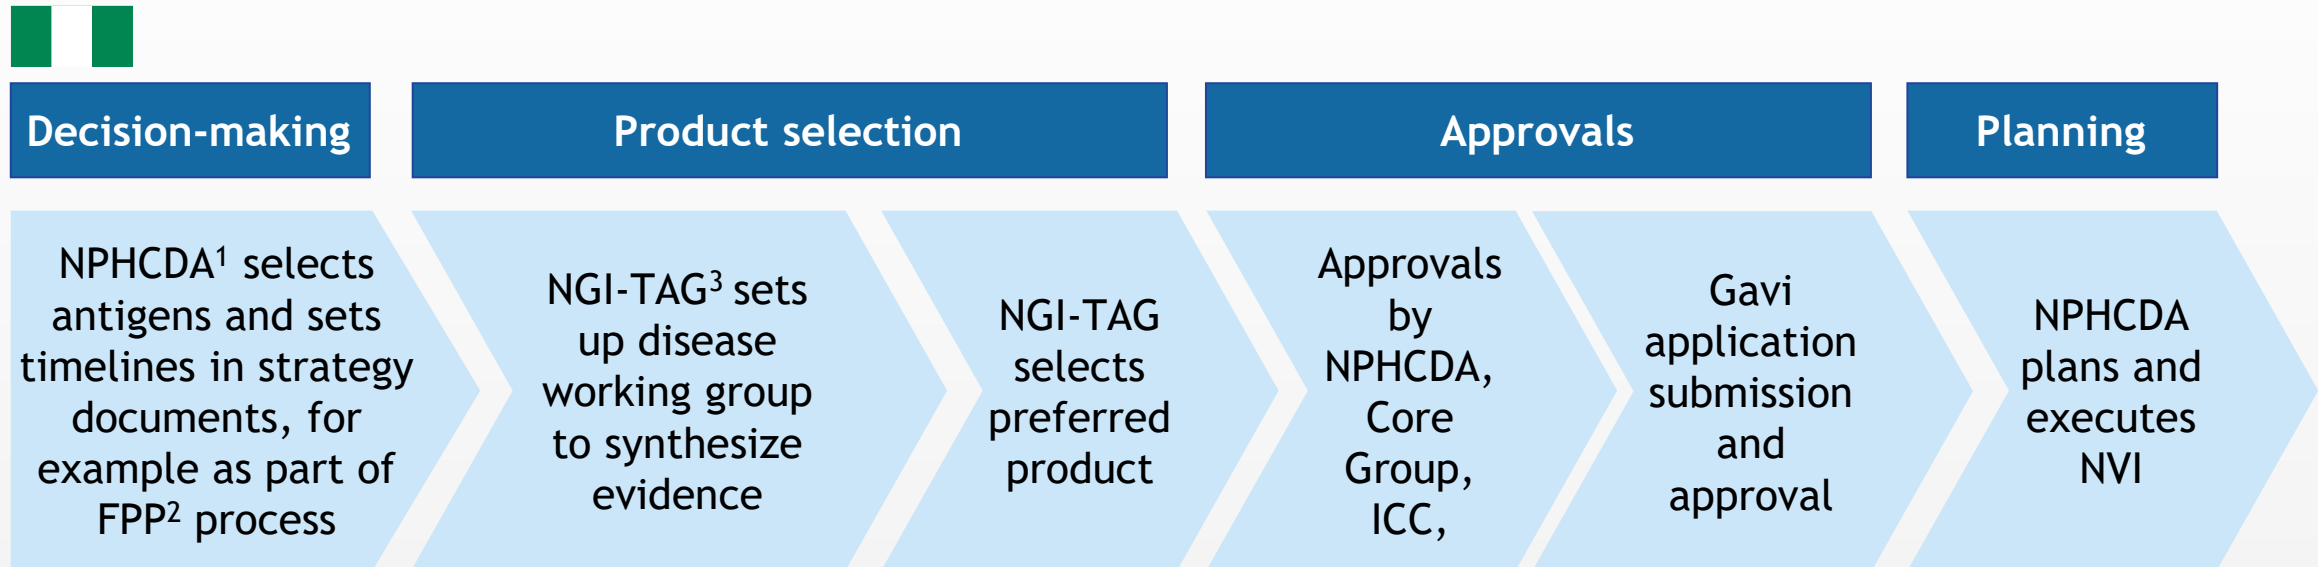 Decision-making
Product selection
Approvals
Planning
NPHCDA¹ selects
antigens and sets
timelines in strategy
documents, for
example as part of
FPP² process
NGI-TAG³ sets
up disease
working group
to synthesize
evidence
NGI-TAG
selects
preferred
product
Approvals
by
NPHCDA,
Core
Group,
ICC,
Gavi
application
submission
and
approval
NPHCDA
plans and
executes
NVI